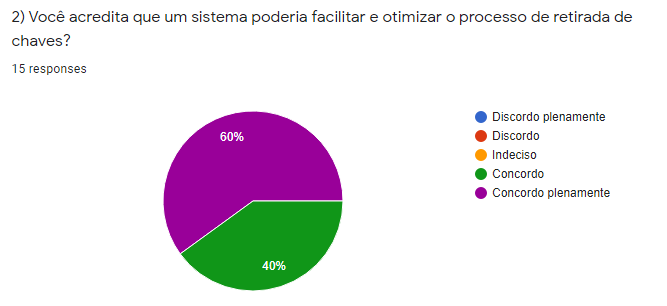 2) Você acredita que um sistema poderia facilitar e otimizar o processo de retirada de
chaves?
15 responses
60%
40%
Discordo plenamente
Discordo
Indeciso
Concordo
Concordo plenamente